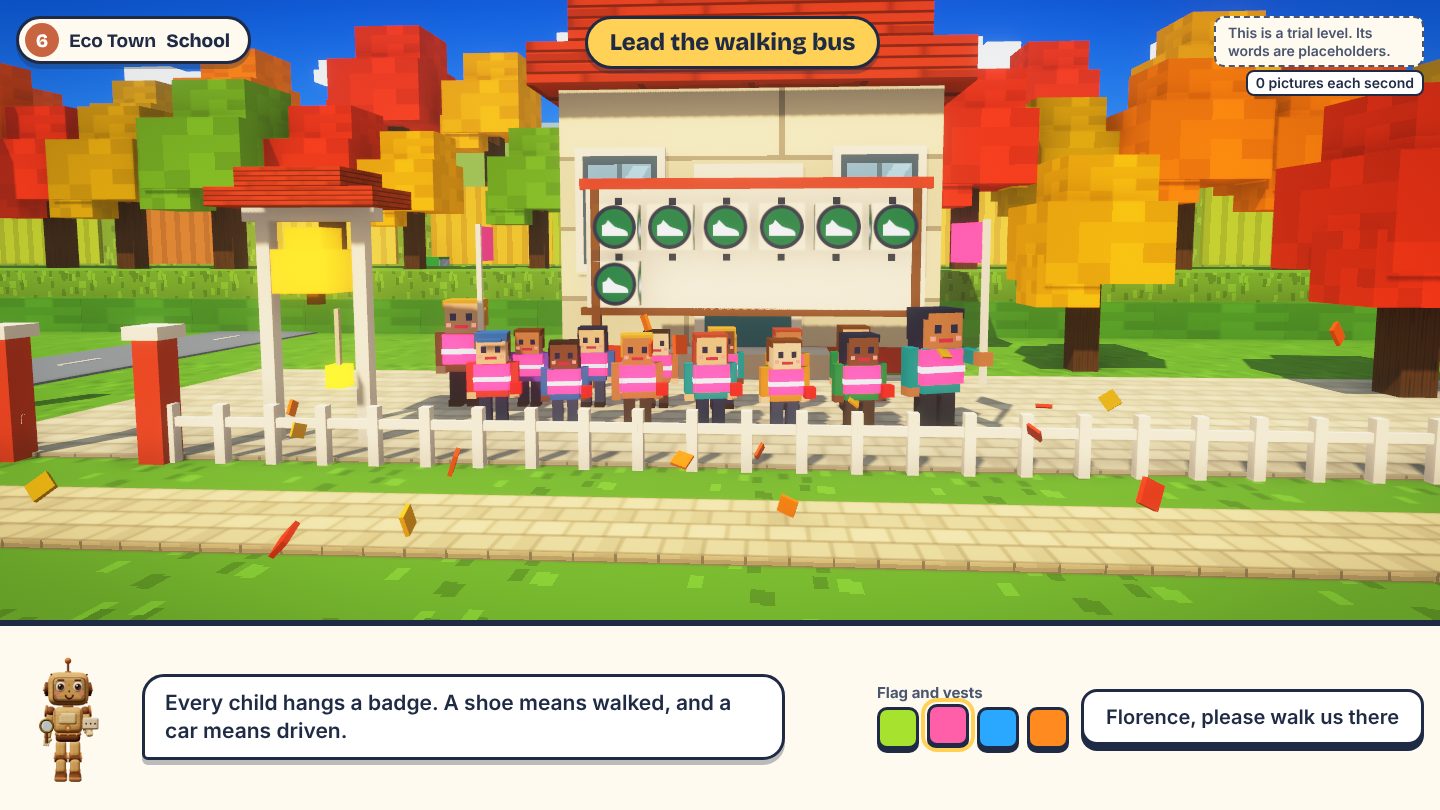 6 Eco Town School
Lead the walking bus
This is a trial level. Its
words are placeholders.
0 pictures each second
Every child hangs a badge. A shoe means walked, and a
car means driven.
Flag and vests
Florence, please walk us there